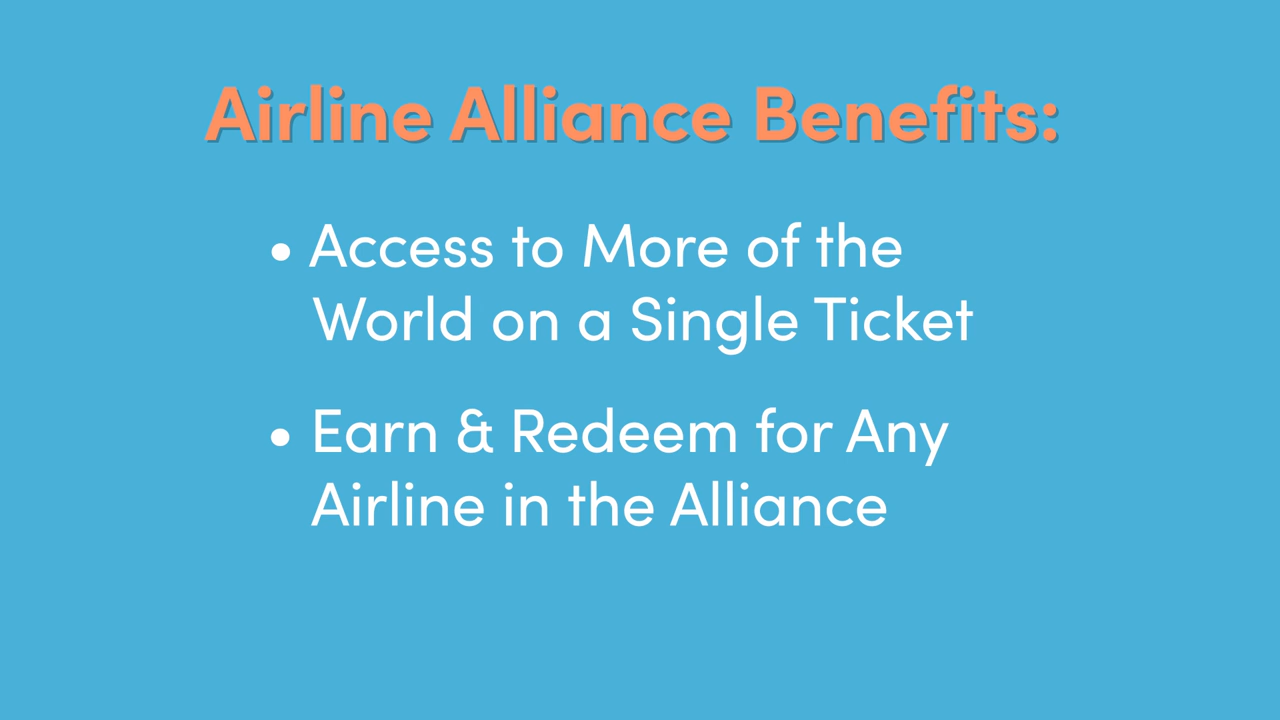 Airline Alliance Benefits:
• Access to More of the
World on a Single Ticket
• Earn & Redeem for Any
Airline in the Alliance